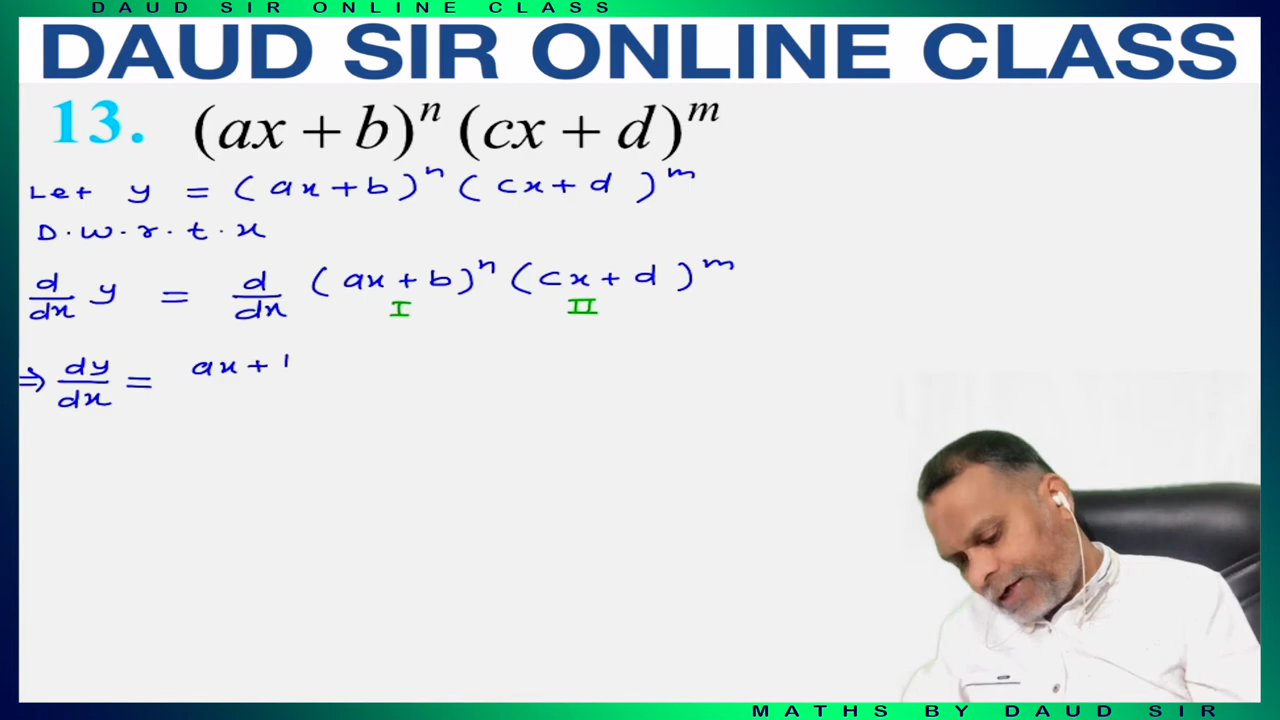 DAUD SIR ONLINE CLASS
DAUD SIR ONLINE CLASS
13. (ax + b)^n (cx + d)^m
Let y = (ax + b)^n (cx + d)^m
D.w.r.t.x
d/dx y = d/dx (ax + b)^n (cx + d)^m
I II
⇒ dy/dx = ax +
MATHS BY DAUD SIR